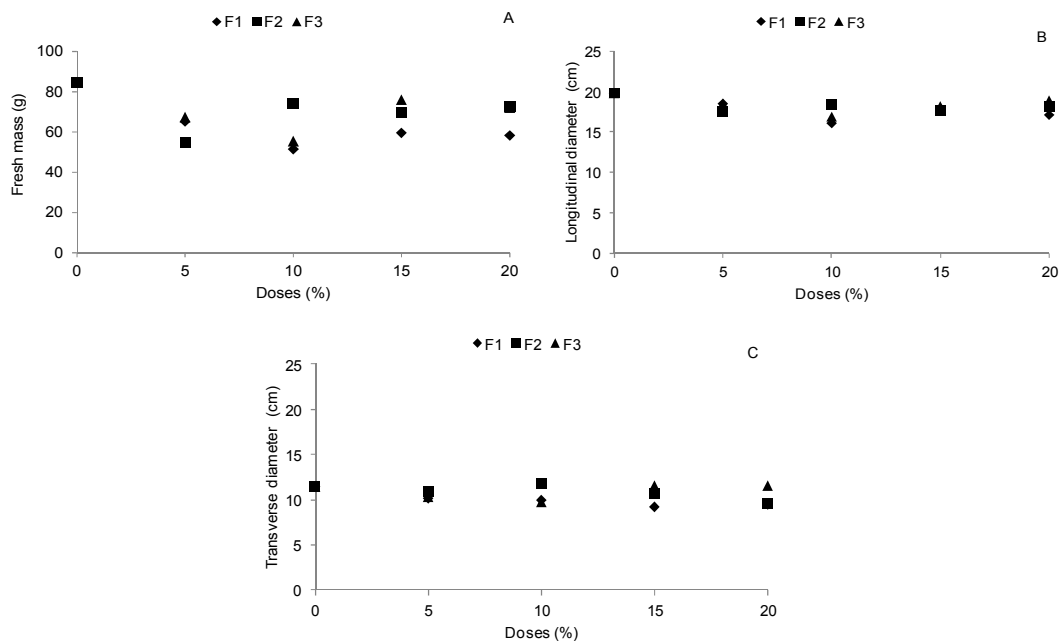 A
F1 F2 F3
Fresh mass (g)
100
80
60
40
20
0
0 5 10 15 20
Doses (%)
B
F1 F2 F3
Longitudinal diameter (cm)
25
20
15
10
5
0
0 5 10 15 20
Doses (%)
C
F1 F2 F3
Transverse diameter (cm)
25
20
15
10
5
0
0 5 10 15 20
Doses (%)